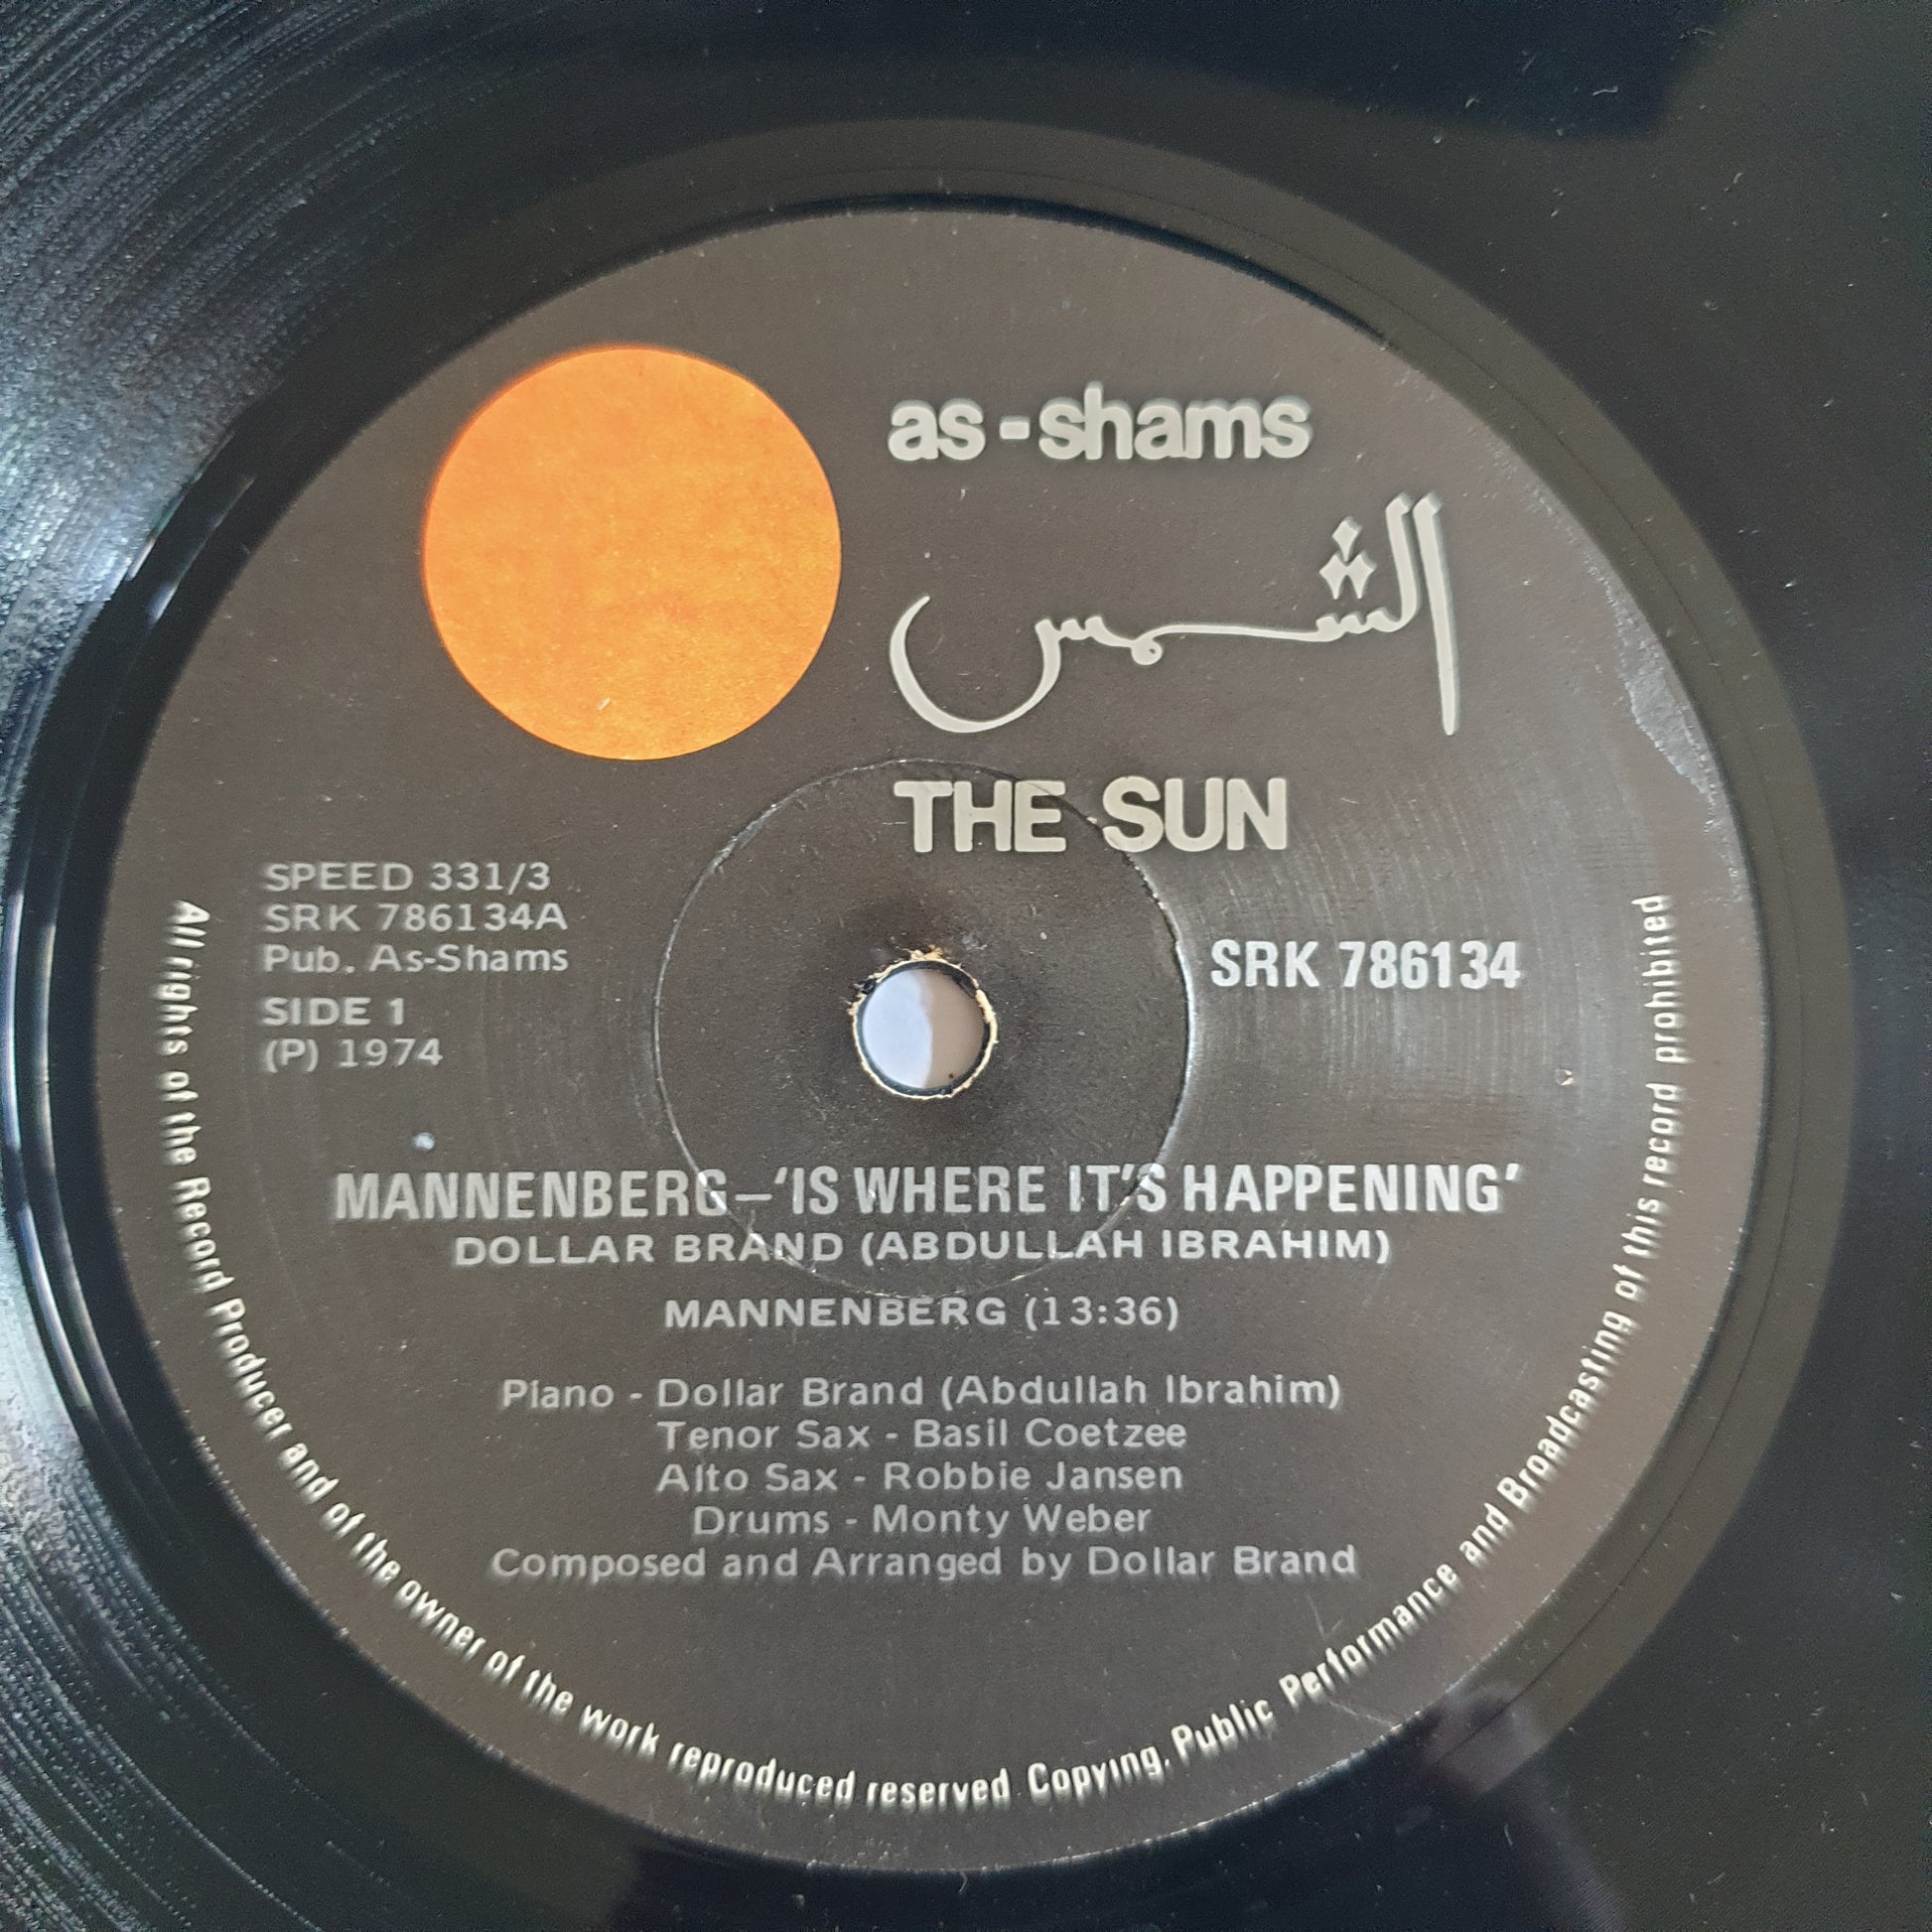 as-shams
الشمس
THE SUN
SPEED 331/3
SRK 786134A
Pub. As-Shams
SIDE 1
(P) 1974
SRK 786134
MANNENBERG–‘IS WHERE IT’S HAPPENING’
DOLLAR BRAND (ABDULLAH IBRAHIM)
MANNENBERG (13:36)
Piano - Dollar Brand (Abdullah Ibrahim)
Tenor Sax - Basil Coetzee
Alto Sax - Robbie Jansen
Drums - Monty Weber
Composed and Arranged by Dollar Brand
All rights of the Record Producer and of the owner of the work reproduced reserved Copying, Public Performance and Broadcasting of this record prohibited